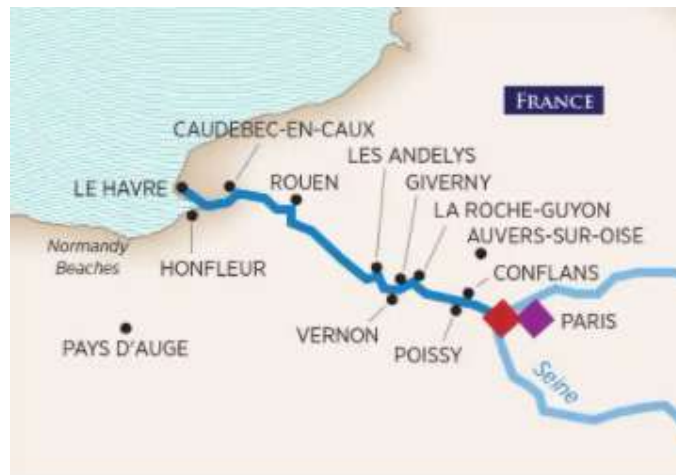 FRANCE
CAUDEBEC-EN-CAUX
LES ANDELYS
LE HAVRE
ROUEN
GIVERNY
LA ROCHE-GUYON
AUVERS-SUR-OISE
Normandy
Beaches
HONFLEUR
CONFLANS
VERNON
PARIS
PAYS D'AUGE
POISSY
Seine